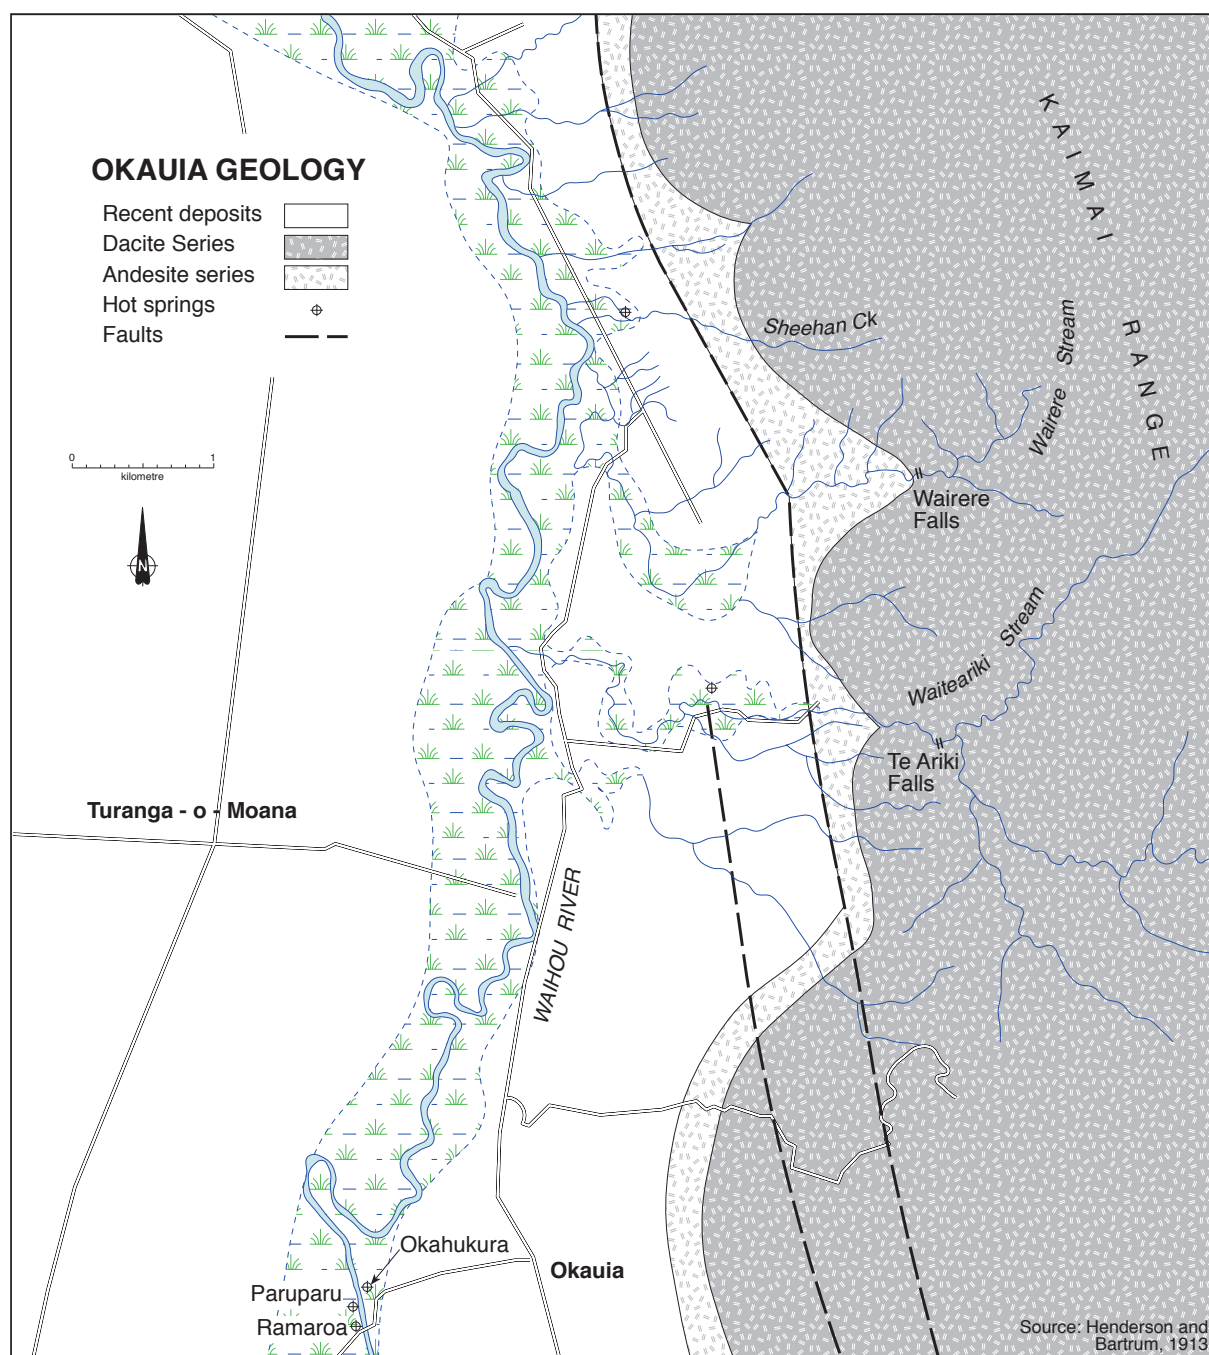 OKAUIA GEOLOGY
Recent deposits
Dacite Series
Andesite series
Hot springs
Faults
0 1
kilometre
N
KAIMAI RANGE
Sheehan Ck
Wairere Stream
Wairere
Falls
Waiteariki Stream
Te Ariki
Falls
Turanga - o - Moana
WAIHOU RIVER
Okahukura
Paruparu
Ramaroa
Okauia
Source: Henderson and
Bartrum, 1913